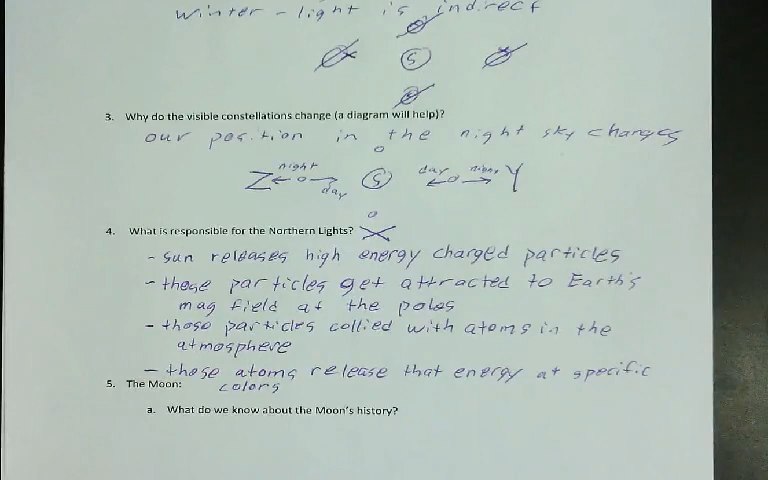 winter - light is indirect
S
3. Why do the visible constellations change (a diagram will help)?
our position in the night sky changes
Z night day S day night Y
4. What is responsible for the Northern Lights?
- sun releases high energy charged particles
- these particles get attracted to Earth's
mag field at the poles
- those particles collied with atoms in the
atmosphere
- those atoms release that energy at specific
colors
5. The Moon:
a. What do we know about the Moon's history?